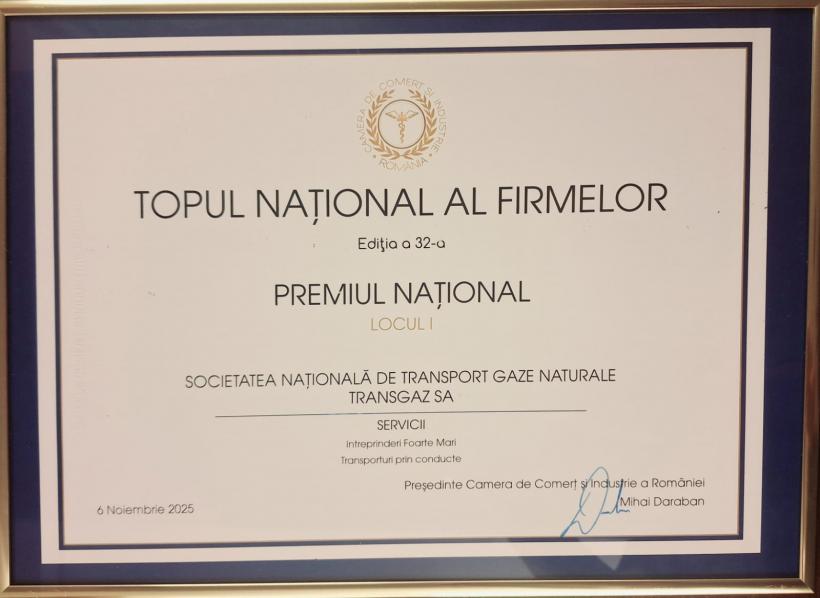 CAMERA DE COMERȚ ȘI INDUSTRIE
• ROMÂNIA •
TOPUL NAȚIONAL AL FIRMELOR
Ediția a 32-a
PREMIUL NAȚIONAL
LOCUL I
SOCIETATEA NAȚIONALĂ DE TRANSPORT GAZE NATURALE
TRANSGAZ SA
SERVICII
intreprinderi Foarte Mari
Transporturi prin conducte
Președinte Camera de Comerț și Industrie a României
Mihai Daraban
6 Noiembrie 2025